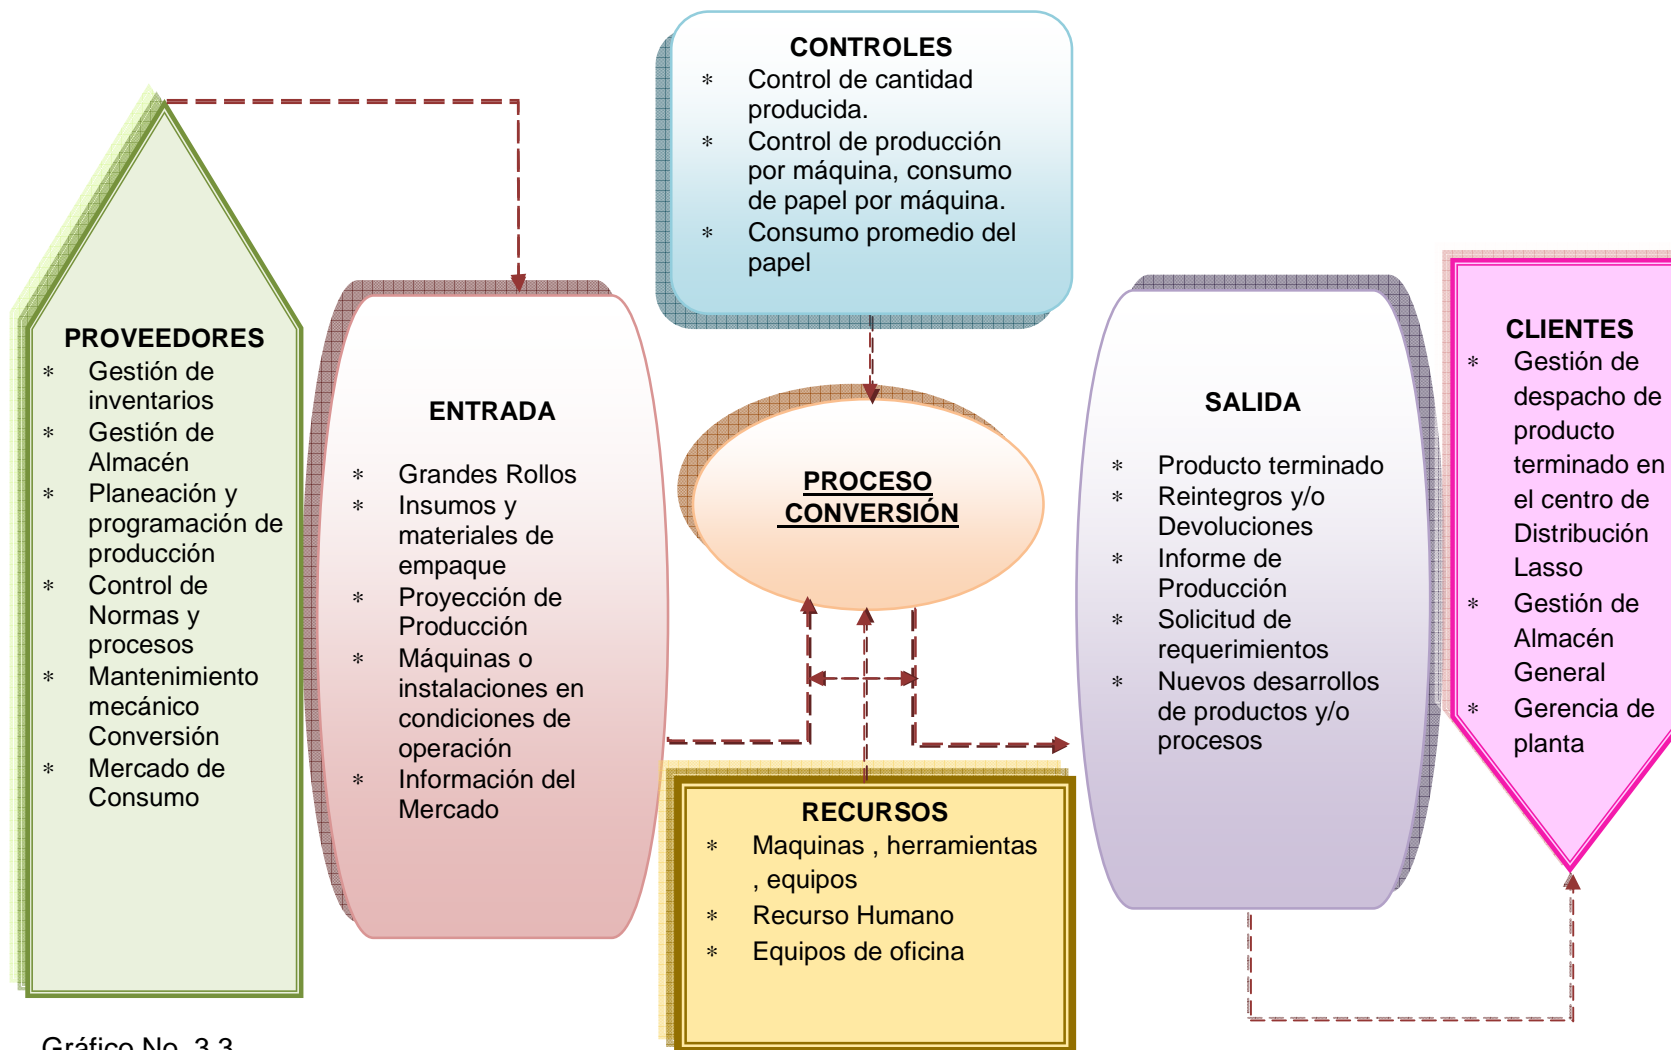 CONTROLES
* Control de cantidad
producida.
* Control de producción
por máquina, consumo
de papel por máquina.
* Consumo promedio del
papel
PROVEEDORES
* Gestión de
inventarios
* Gestión de
Almacén
* Planeación y
programación de
producción
* Control de
Normas y
procesos
* Mantenimiento
mecánico
Conversión
* Mercado de
Consumo
ENTRADA
* Grandes Rollos
* Insumos y
materiales de
empaque
* Proyección de
Producción
* Máquinas o
instalaciones en
condiciones de
operación
* Información del
Mercado
PROCESO
CONVERSIÓN
RECURSOS
* Maquinas , herramientas
, equipos
* Recurso Humano
* Equipos de oficina
SALIDA
* Producto terminado
* Reintegros y/o
Devoluciones
* Informe de
Producción
* Solicitud de
requerimientos
* Nuevos desarrollos
de productos y/o
procesos
CLIENTES
* Gestión de
despacho de
producto
terminado en
el centro de
Distribución
Lasso
* Gestión de
Almacén
General
* Gerencia de
planta
Gráfico No. 3.3